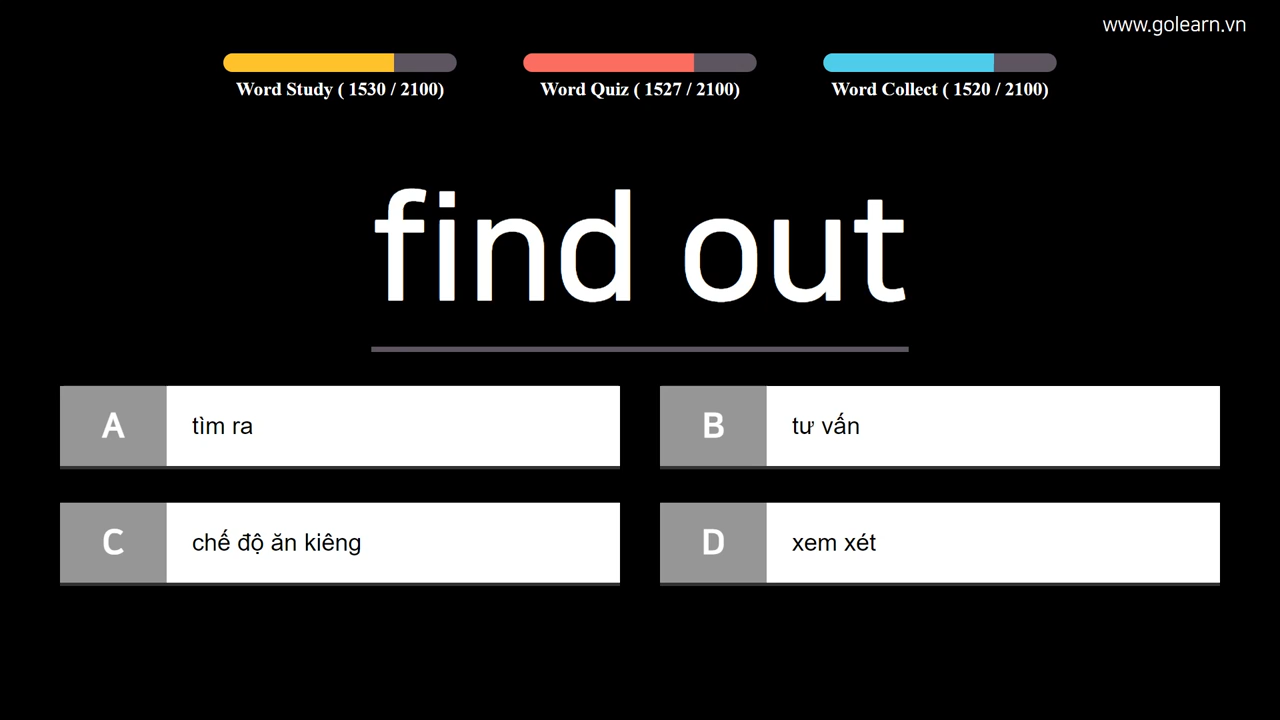 www.golearn.vn
Word Study ( 1530 / 2100)
Word Quiz ( 1527 / 2100)
Word Collect ( 1520 / 2100)
find out
A
tìm ra
B
tư vấn
C
chế độ ăn kiêng
D
xem xét